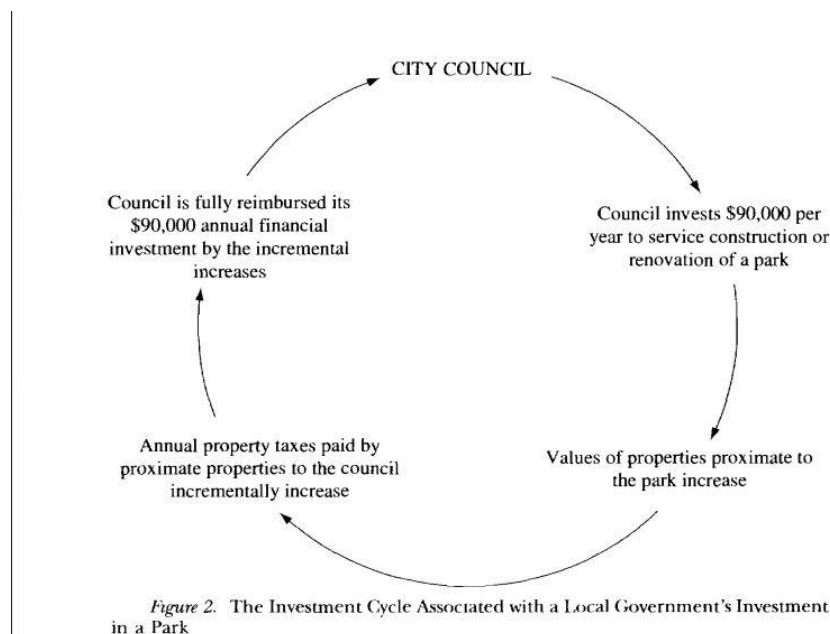 CITY COUNCIL
Council invests $90,000 per
year to service construction or
renovation of a park
Values of properties proximate to
the park increase
Annual property taxes paid by
proximate properties to the council
incrementally increase
Council is fully reimbursed its
$90,000 annual financial
investment by the incremental
increases
Figure 2. The Investment Cycle Associated with a Local Government's Investment
in a Park